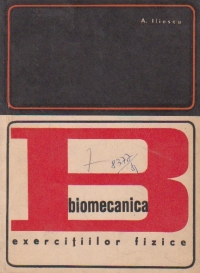 A. Iliescu
B
biomecanica
exercițiilor fizice